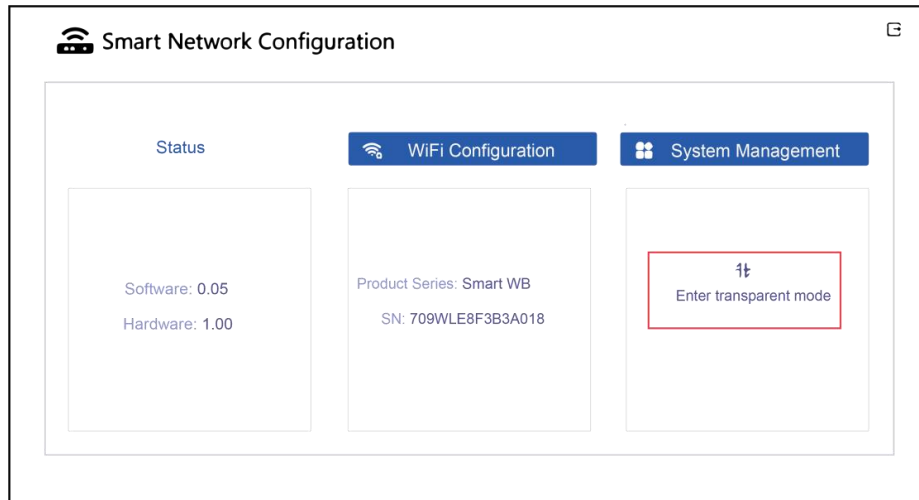 Smart Network Configuration
Status
WiFi Configuration
System Management
Software: 0.05
Hardware: 1.00
Product Series: Smart WB
SN: 709WLE8F3B3A018
Enter transparent mode